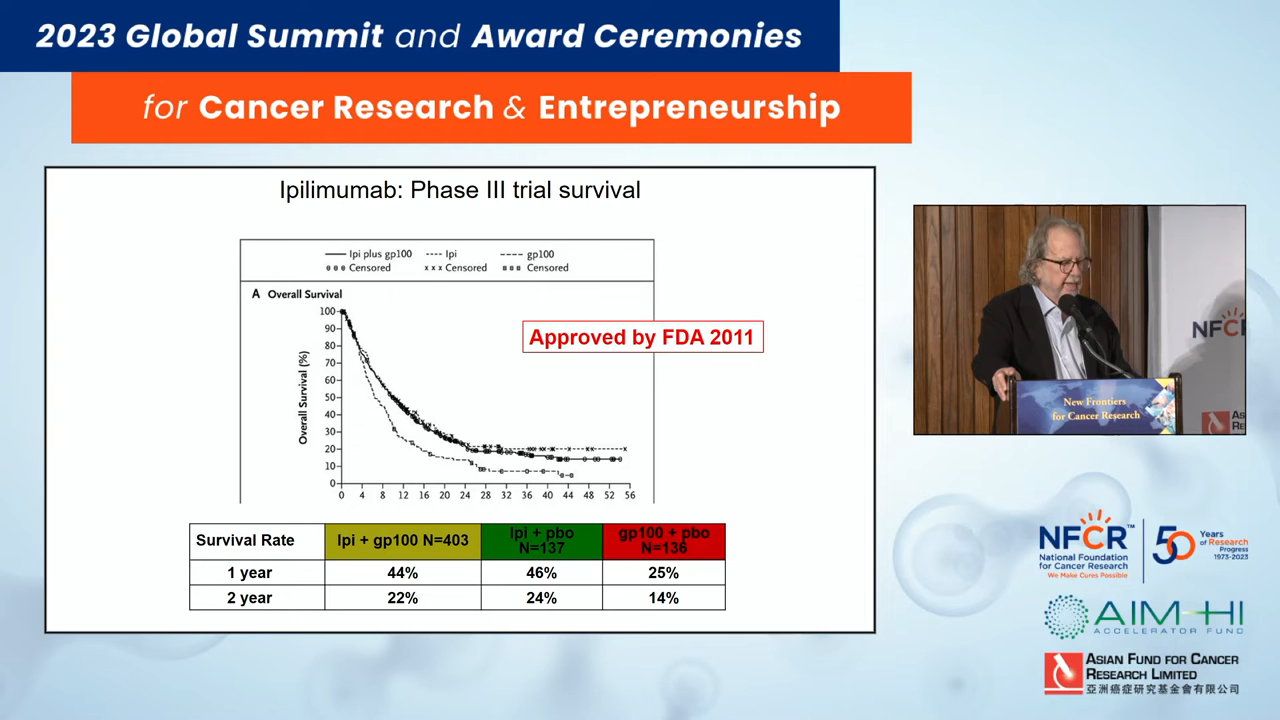 2023 Global Summit and Award Ceremonies
for Cancer Research & Entrepreneurship
Ipilimumab: Phase III trial survival
Ipi plus gp100 Ipi gp100
Censored Censored Censored
A Overall Survival
Approved by FDA 2011
Overall Survival (%)
100
90
80
70
60
50
40
30
20
10
0
0 4 8 12 16 20 24 28 32 36 40 44 48 52 56
Survival Rate Ipi + gp100 N=403 Ipi + pbo N=137 gp100 + pbo N=136
1 year 44% 46% 25%
2 year 22% 24% 14%
NFCR
New Frontiers
for Cancer Research
NFCR™
National Foundation
for Cancer Research
We Make Cures Possible
50 Years
of Research
Progress
1973-2023
AIM-HI
ACCELERATOR FUND
ASIAN FUND FOR CANCER
RESEARCH LIMITED
亞洲癌症研究基金會有限公司